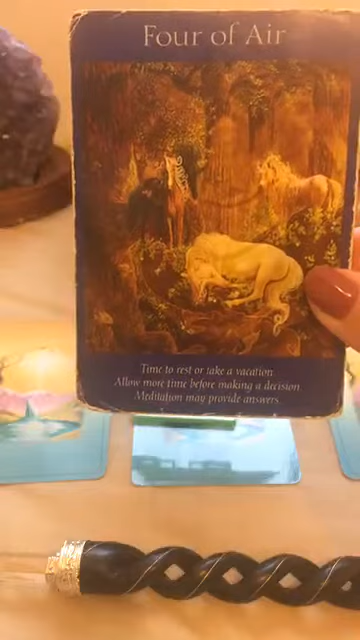 Four of Air
Time to rest or take a vacation.
Allow more time before making a decision.
Meditation may provide answers.